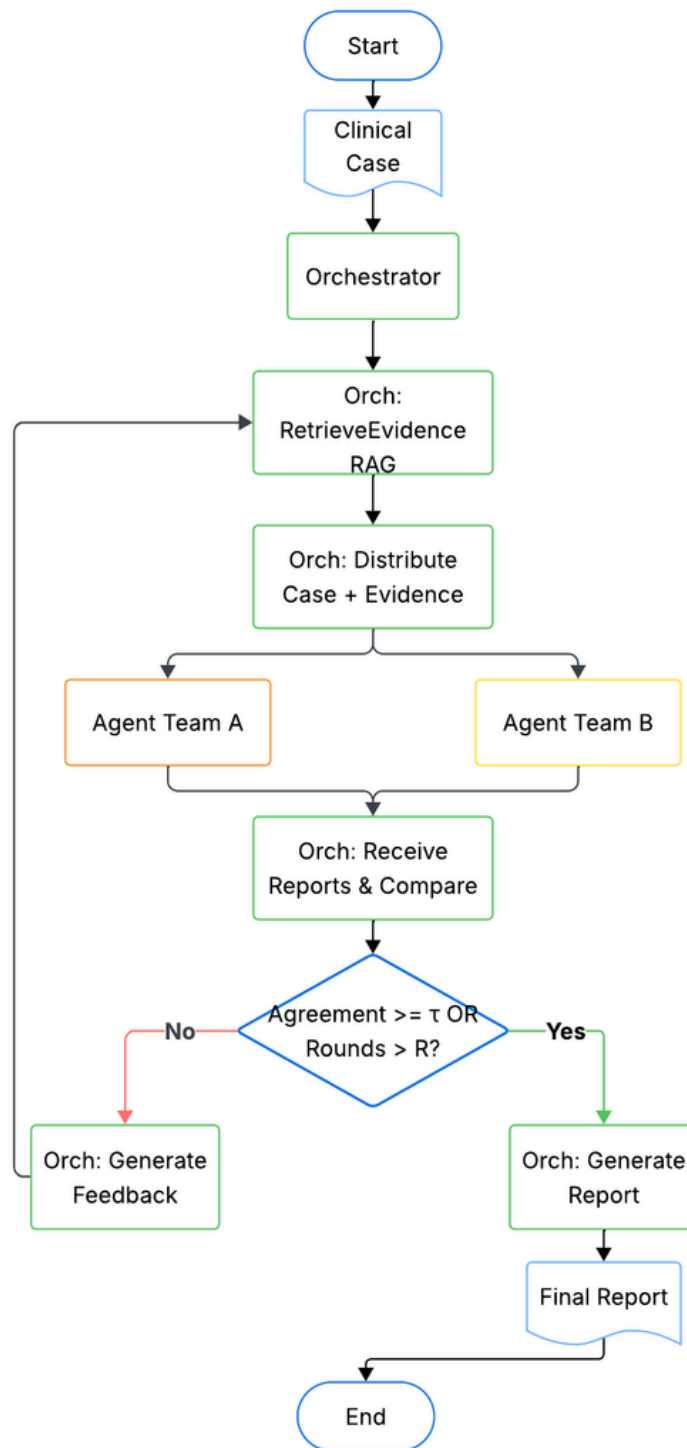 Start
Clinical
Case
Orchestrator
Orch:
RetrieveEvidence
RAG
Orch: Distribute
Case + Evidence
Agent Team A
Agent Team B
Orch: Receive
Reports & Compare
Agreement >= τ OR
Rounds > R?
No
Yes
Orch: Generate
Feedback
Orch: Generate
Report
Final Report
End